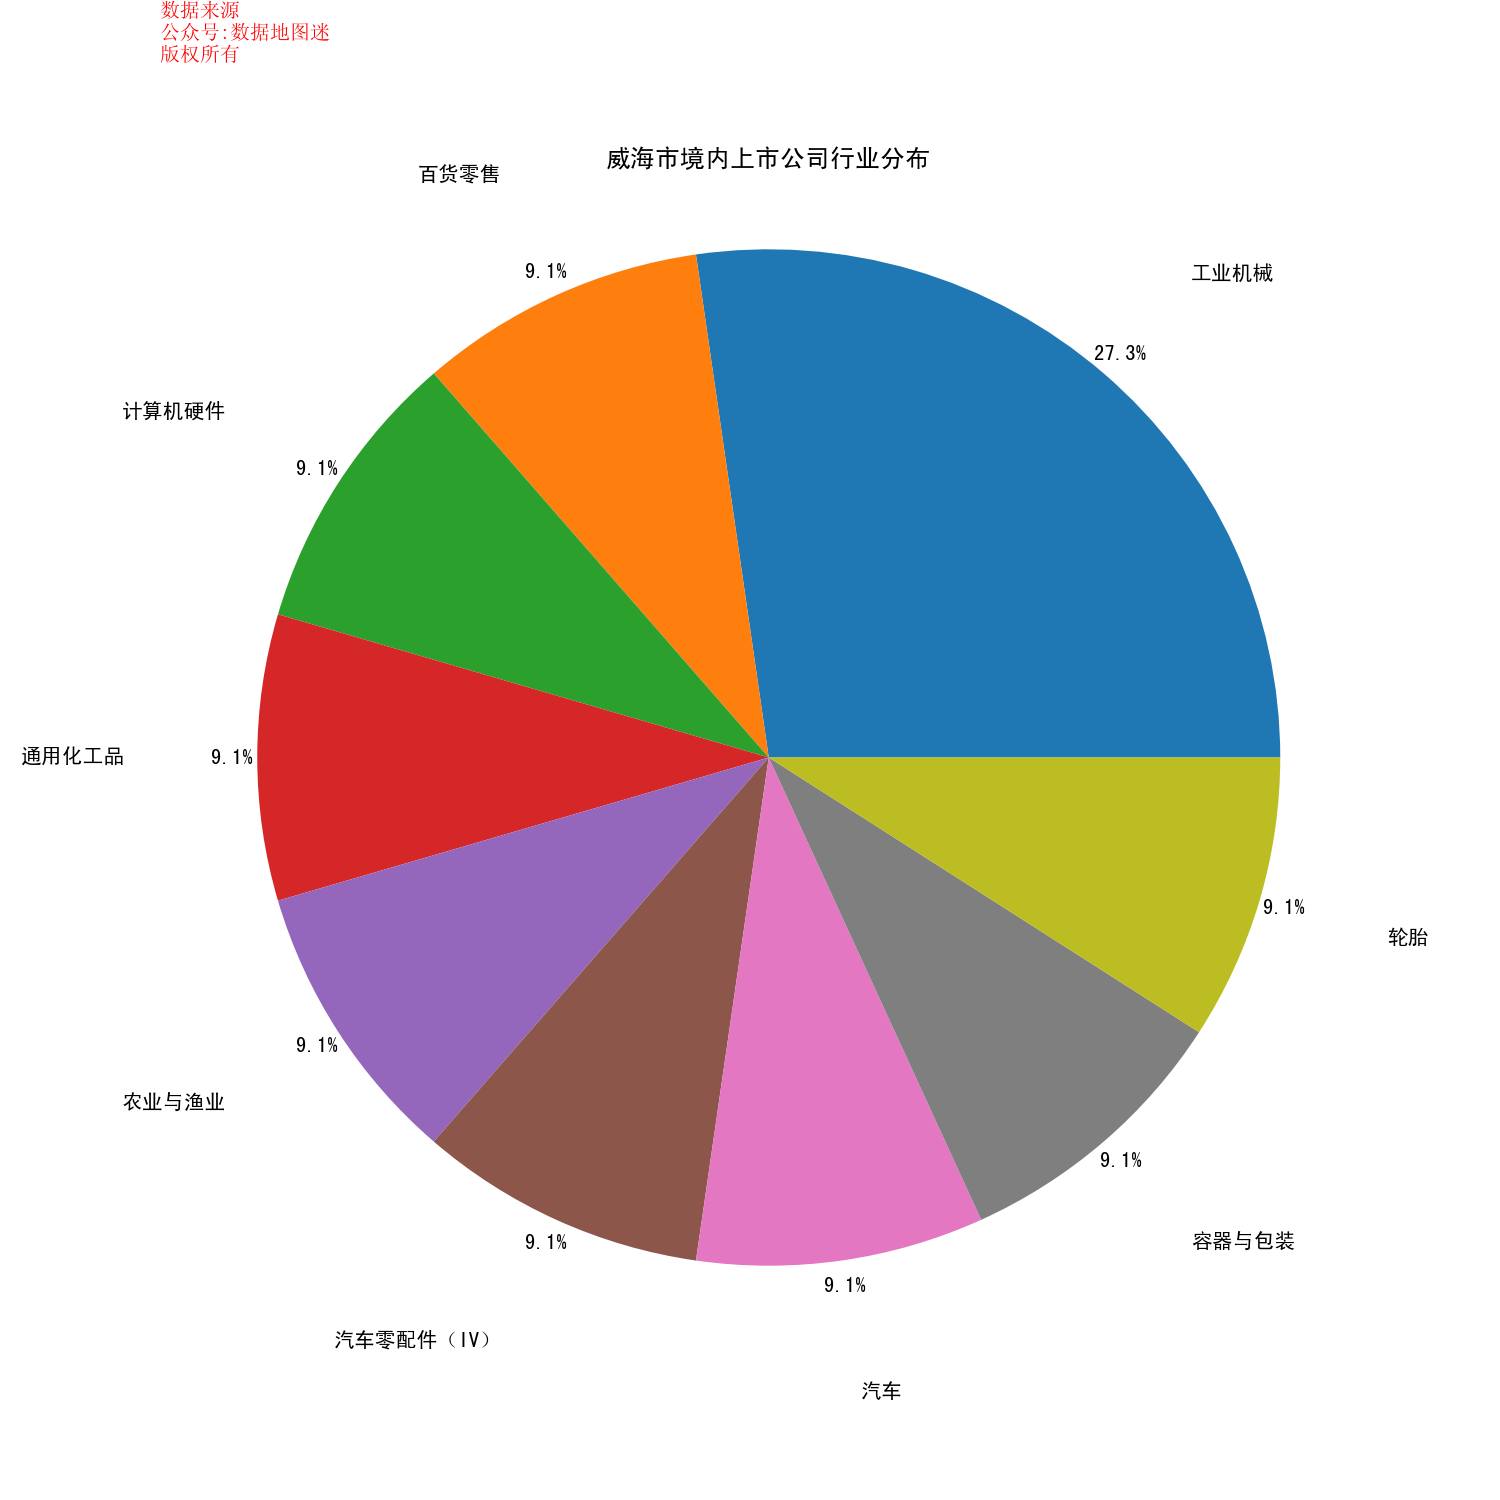 数据来源
公众号:数据地图迷
版权所有
威海市境内上市公司行业分布
百货零售
9.1%
工业机械
27.3%
计算机硬件
9.1%
通用化工品
9.1%
轮胎
9.1%
农业与渔业
9.1%
容器与包装
9.1%
汽车零配件（IV）
9.1%
汽车
9.1%